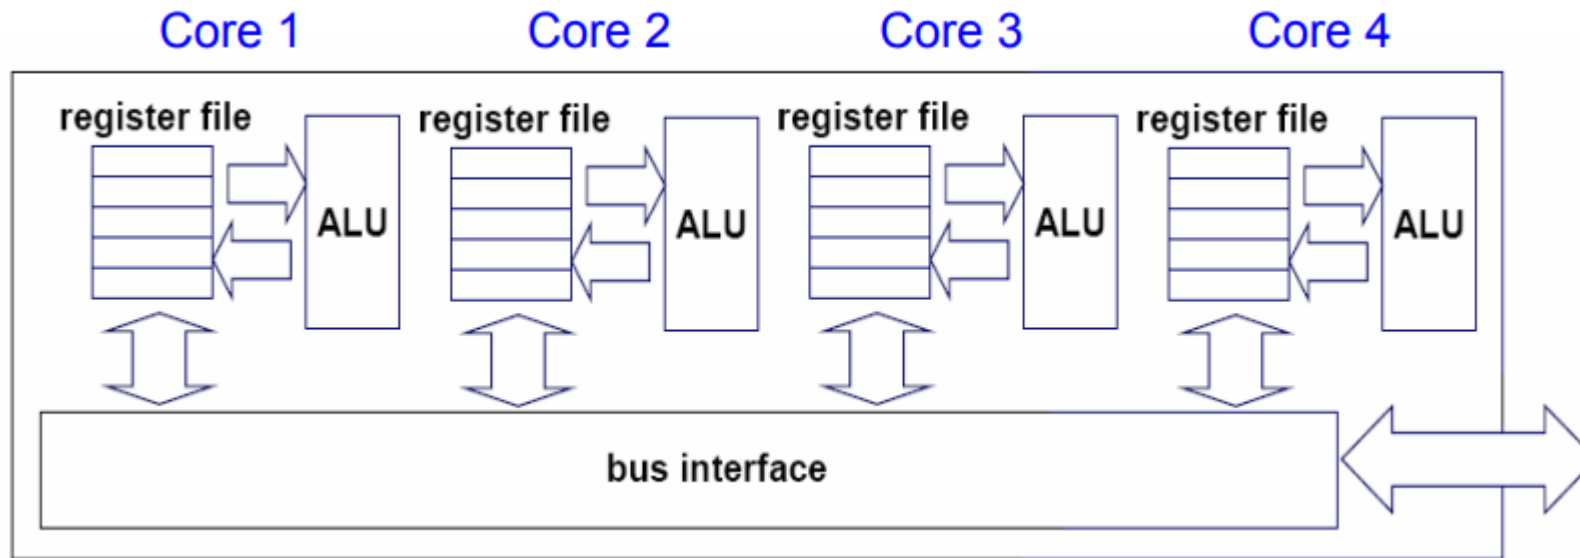 Core 1 Core 2 Core 3 Core 4
register file register file register file register file
ALU ALU ALU ALU
bus interface